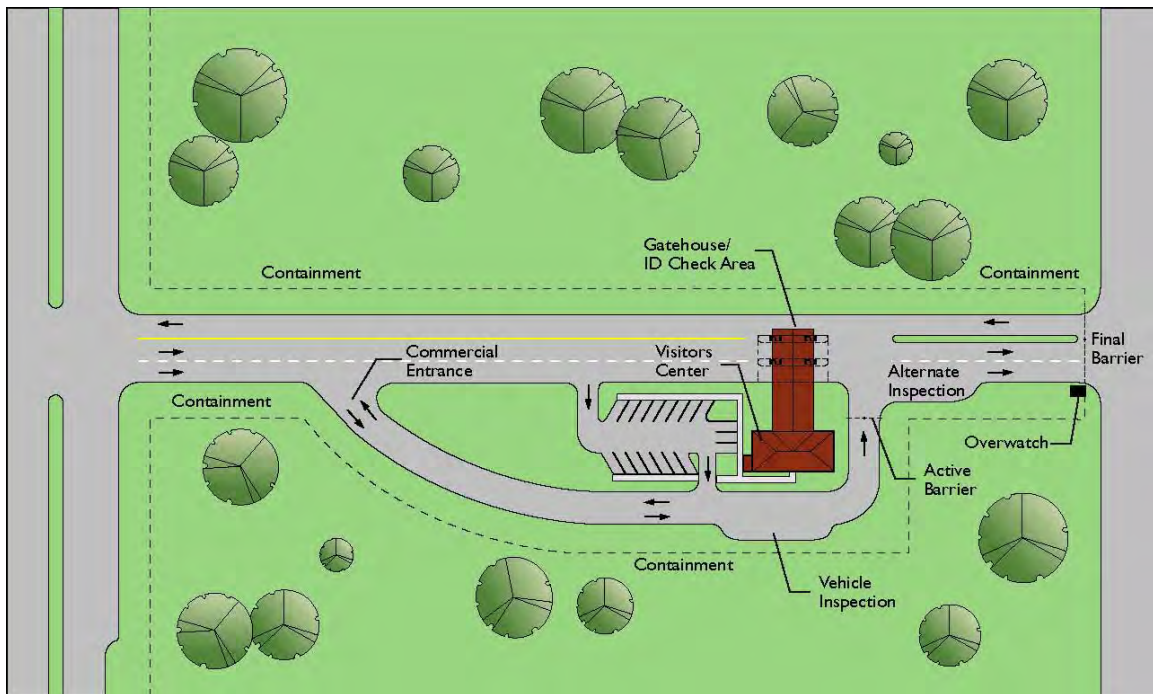 Gatehouse/
ID Check Area
Containment
Containment
Final
Barrier
Commercial
Entrance
Visitors
Center
Alternate
Inspection
Containment
Overwatch
Active
Barrier
Containment
Vehicle
Inspection